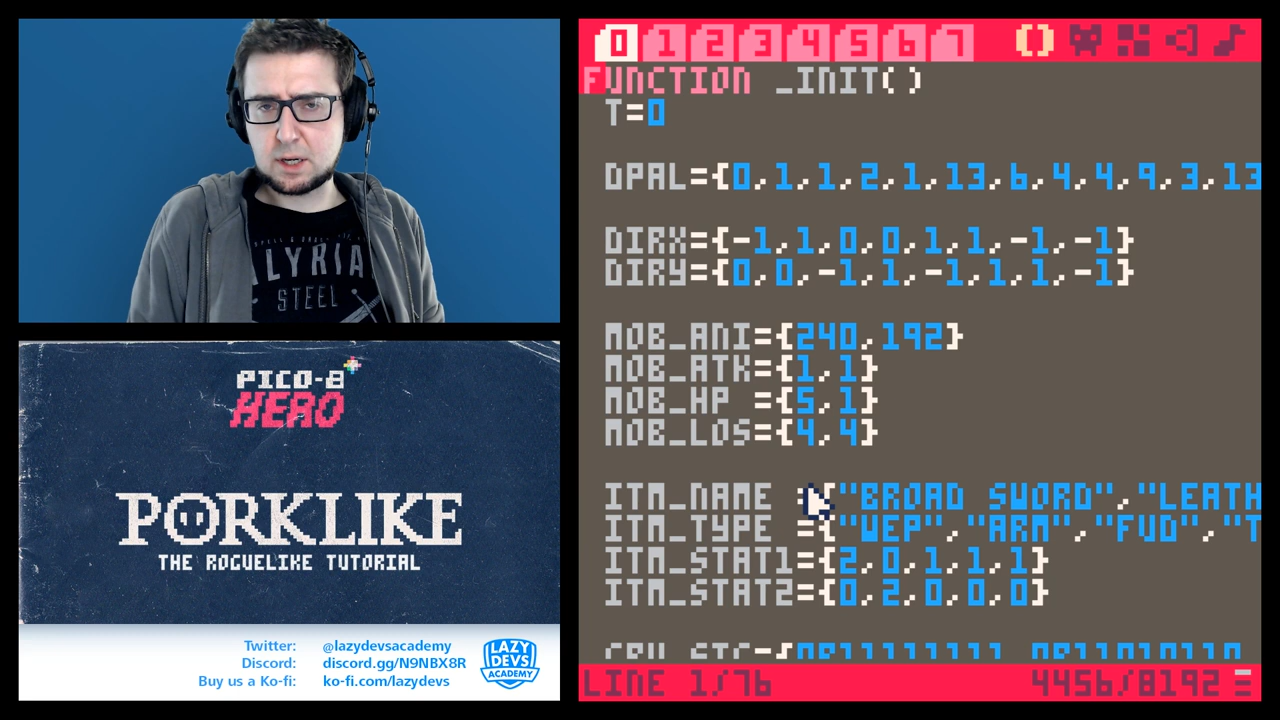 LYRIA
STEEL
PICO-8
HERO
PORKLIKE
THE ROGUELIKE TUTORIAL
Twitter: @lazydevsacademy
Discord: discord.gg/N9NBX8R
Buy us a Ko-fi: ko-fi.com/lazydevs
LAZY
DEVS
ACADEMY
0 1 2 3 4 5 6 7 ()
FUNCTION _INIT()
T=0
DPAL={0,1,1,2,1,13,6,4,4,9,3,13
DIRX={-1,1,0,0,1,1,-1,-1}
DIRY={0,0,-1,1,-1,1,1,-1}
MOB_ANI={240,192}
MOB_ATK={1,1}
MOB_HP ={5,1}
MOB_LOS={4,4}
ITM_NAME ={"BROAD SWORD","LEATH
ITM_TYPE ={"WEP","ARM","FUD","T
ITM_STAT1={2,0,1,1,1}
ITM_STAT2={0,2,0,0,0}
LINE 1/76 4456/8192